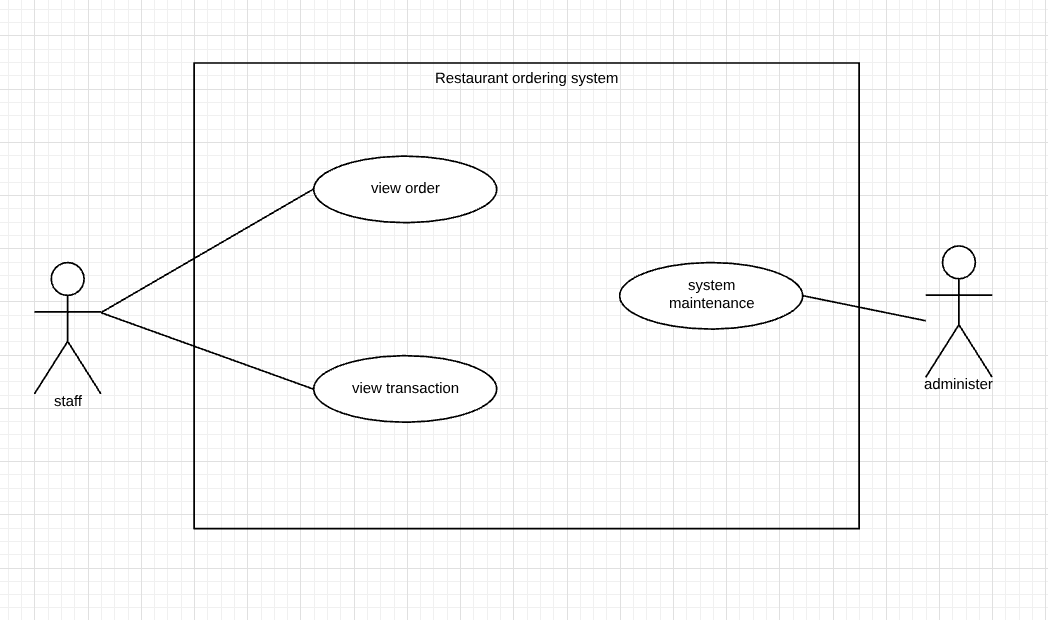 Restaurant ordering system
view order
system
maintenance
view transaction
staff
administer